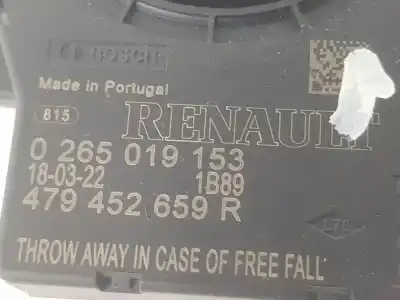 BOSCH
Made in Portugal
815
RENAULT
0 265 019 153
18-03-22 1B89
479 452 659 R
THROW AWAY IN CASE OF FREE FALL